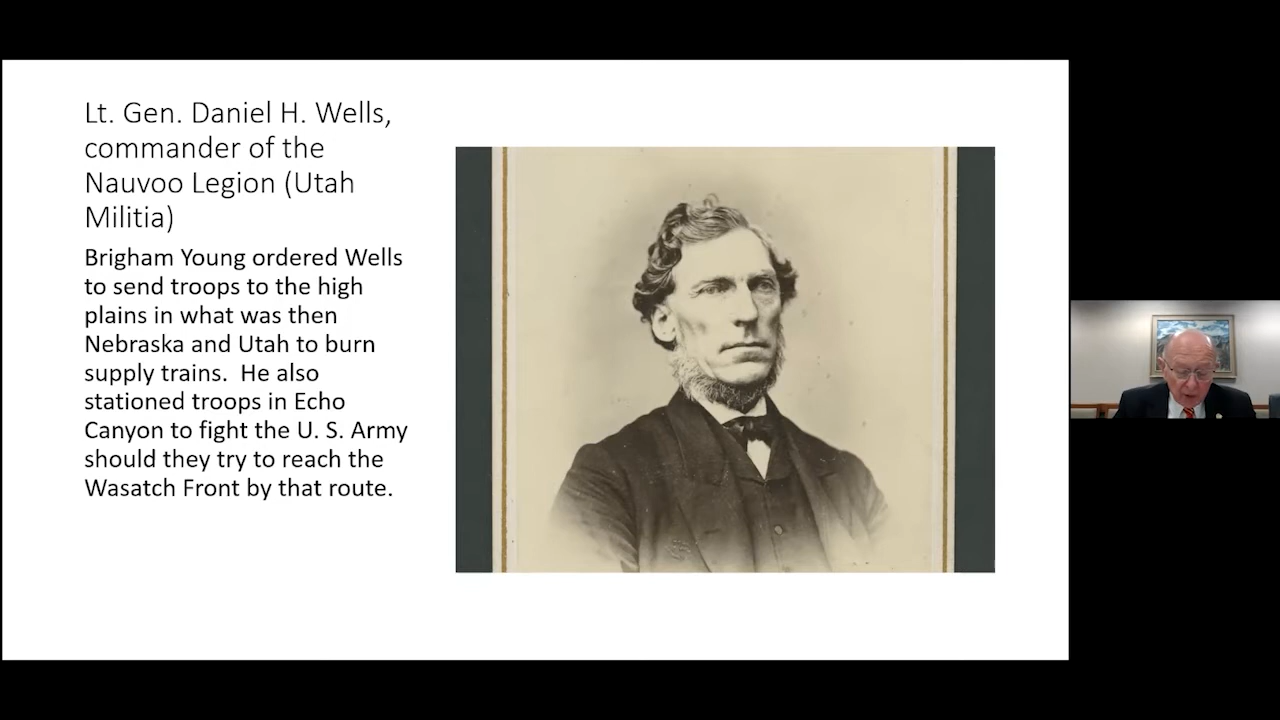 Lt. Gen. Daniel H. Wells,
commander of the
Nauvoo Legion (Utah
Militia)
Brigham Young ordered Wells
to send troops to the high
plains in what was then
Nebraska and Utah to burn
supply trains.  He also
stationed troops in Echo
Canyon to fight the U. S. Army
should they try to reach the
Wasatch Front by that route.